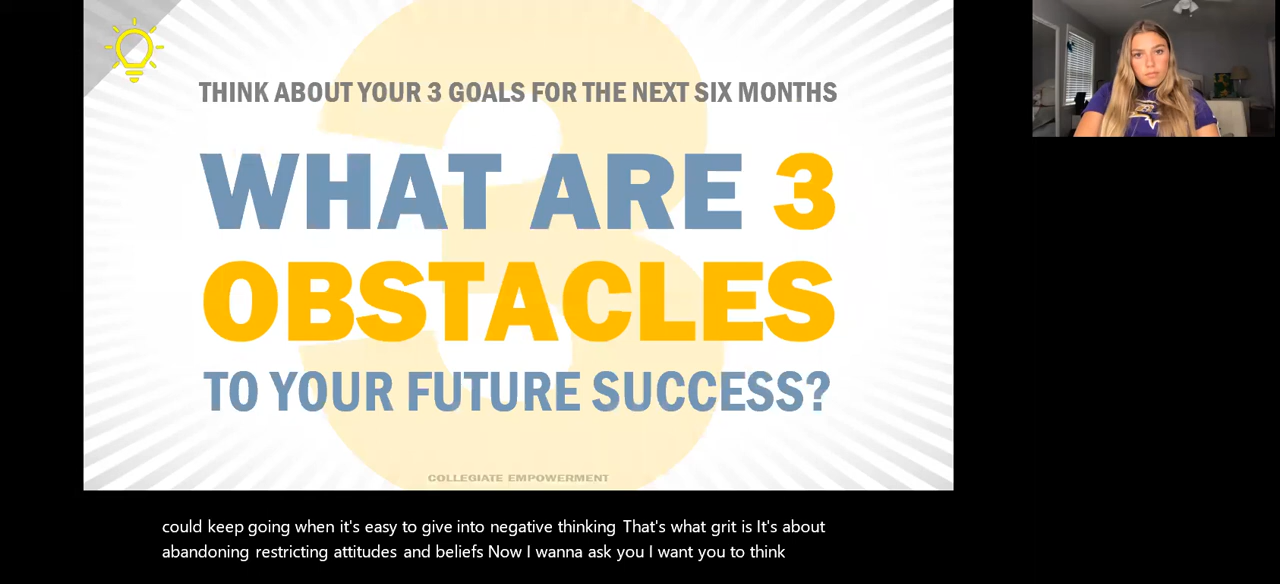 THINK ABOUT YOUR 3 GOALS FOR THE NEXT SIX MONTHS
WHAT ARE 3
OBSTACLES
TO YOUR FUTURE SUCCESS?
COLLEGIATE EMPOWERMENT
could keep going when it's easy to give into negative thinking That's what grit is It's about
abandoning restricting attitudes and beliefs Now I wanna ask you I want you to think